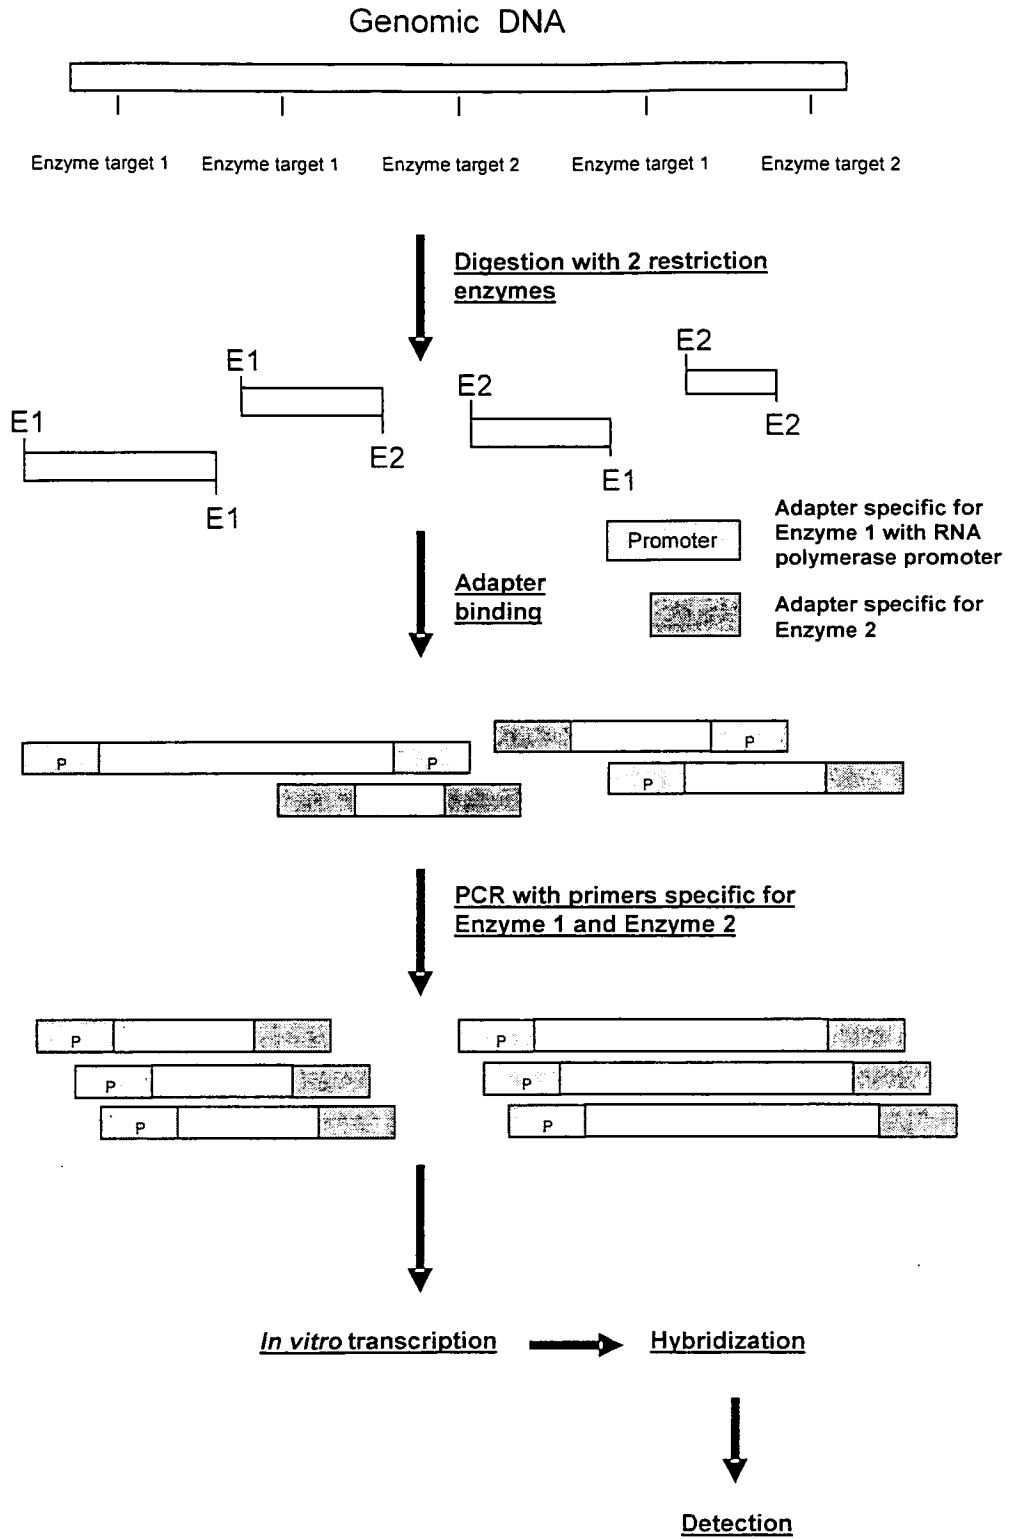 Genomic DNA
Enzyme target 1 Enzyme target 1 Enzyme target 2 Enzyme target 1 Enzyme target 2
Digestion with 2 restriction
enzymes
E1
E1
E1
E2
E2
E1
E2
E2
Promoter
Adapter specific for
Enzyme 1 with RNA
polymerase promoter
Adapter specific for
Enzyme 2
Adapter
binding
P P
P
P
PCR with primers specific for
Enzyme 1 and Enzyme 2
P
P
P
P
P
P
In vitro transcription
Hybridization
Detection